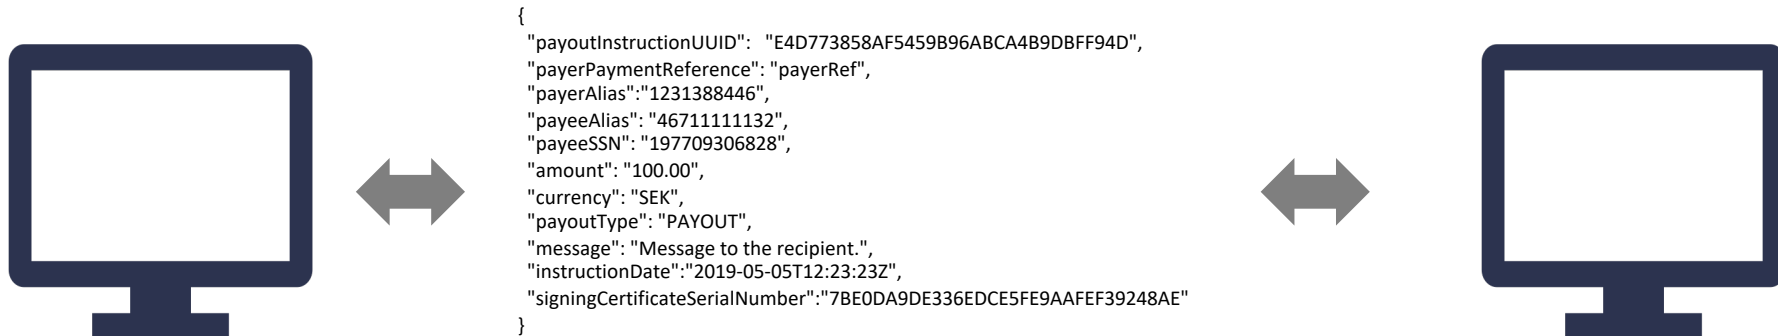 {
"payoutInstructionUUID": "E4D773858AF5459B96ABCA4B9DBFF94D",
"payerPaymentReference": "payerRef",
"payerAlias":"1231388446",
"payeeAlias": "46711111132",
"payeeSSN": "197709306828",
"amount": "100.00",
"currency": "SEK",
"payoutType": "PAYOUT",
"message": "Message to the recipient.",
"instructionDate":"2019-05-05T12:23:23Z",
"signingCertificateSerialNumber":"7BE0DA9DE336EDCE5FE9AAFEF39248AE"
}